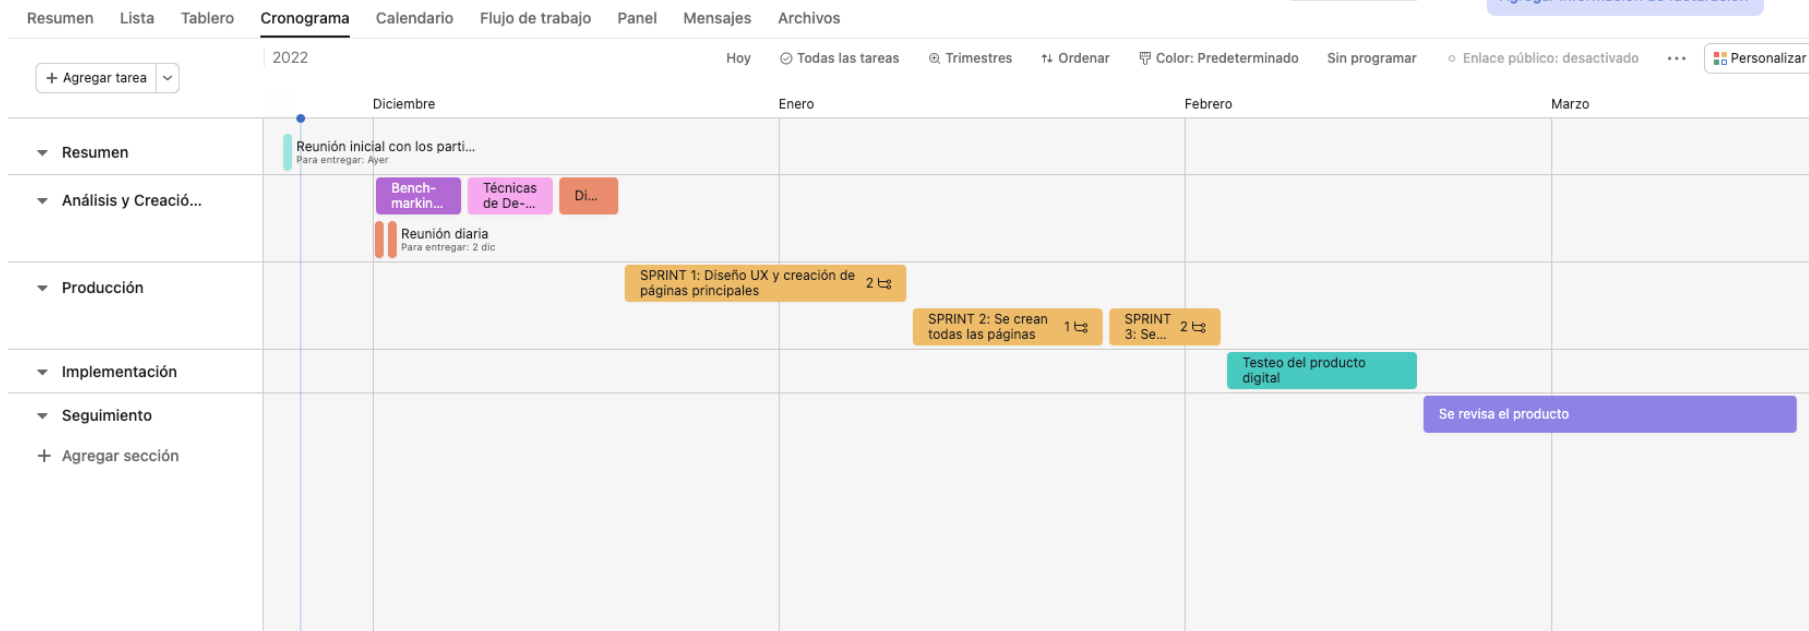 Resumen Lista Tablero Cronograma Calendario Flujo de trabajo Panel Mensajes Archivos
2022 Hoy Todas las tareas Trimestres Ordenar Color: Predeterminado Sin programar Enlace público: desactivado ... Personalizar
+ Agregar tarea
Diciembre Enero Febrero Marzo
Resumen
Reunión inicial con los parti...
Para entregar: Ayer
Análisis y Creació...
Bench-
markin...
Técnicas
de De-...
Di...
Reunión diaria
Para entregar: 2 dic
Producción
SPRINT 1: Diseño UX y creación de
páginas principales
2
SPRINT 2: Se crean
todas las páginas
1
SPRINT
3: Se...
2
Implementación
Testeo del producto
digital
Seguimiento
Se revisa el producto
+ Agregar sección